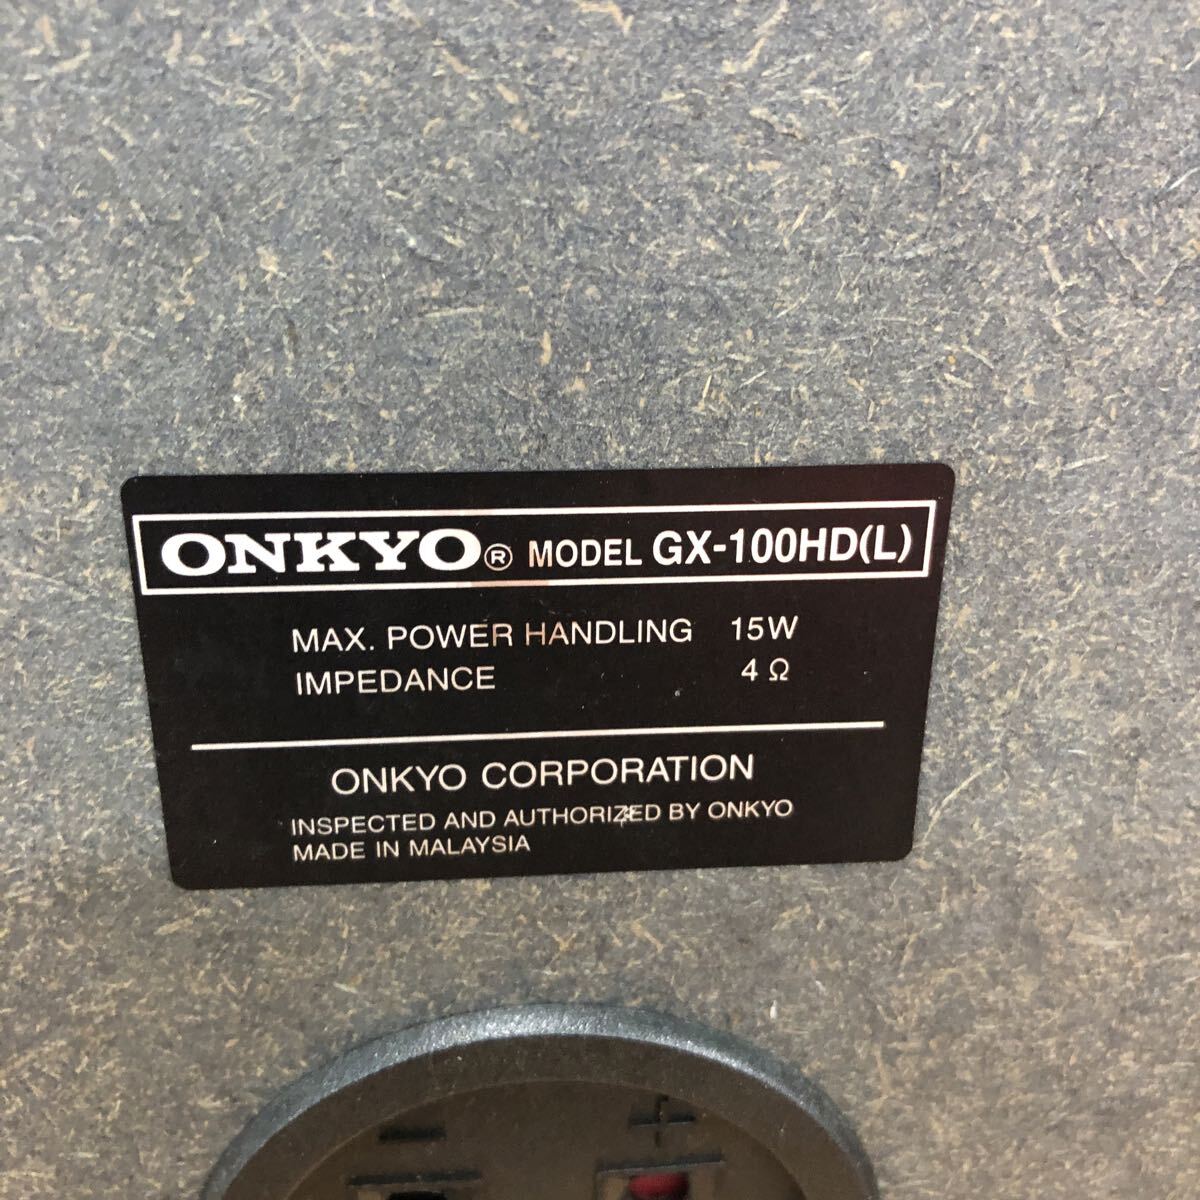 ONKYO® MODEL GX-100HD(L)
MAX. POWER HANDLING 15W
IMPEDANCE 4 Ω
ONKYO CORPORATION
INSPECTED AND AUTHORIZED BY ONKYO
MADE IN MALAYSIA
− +